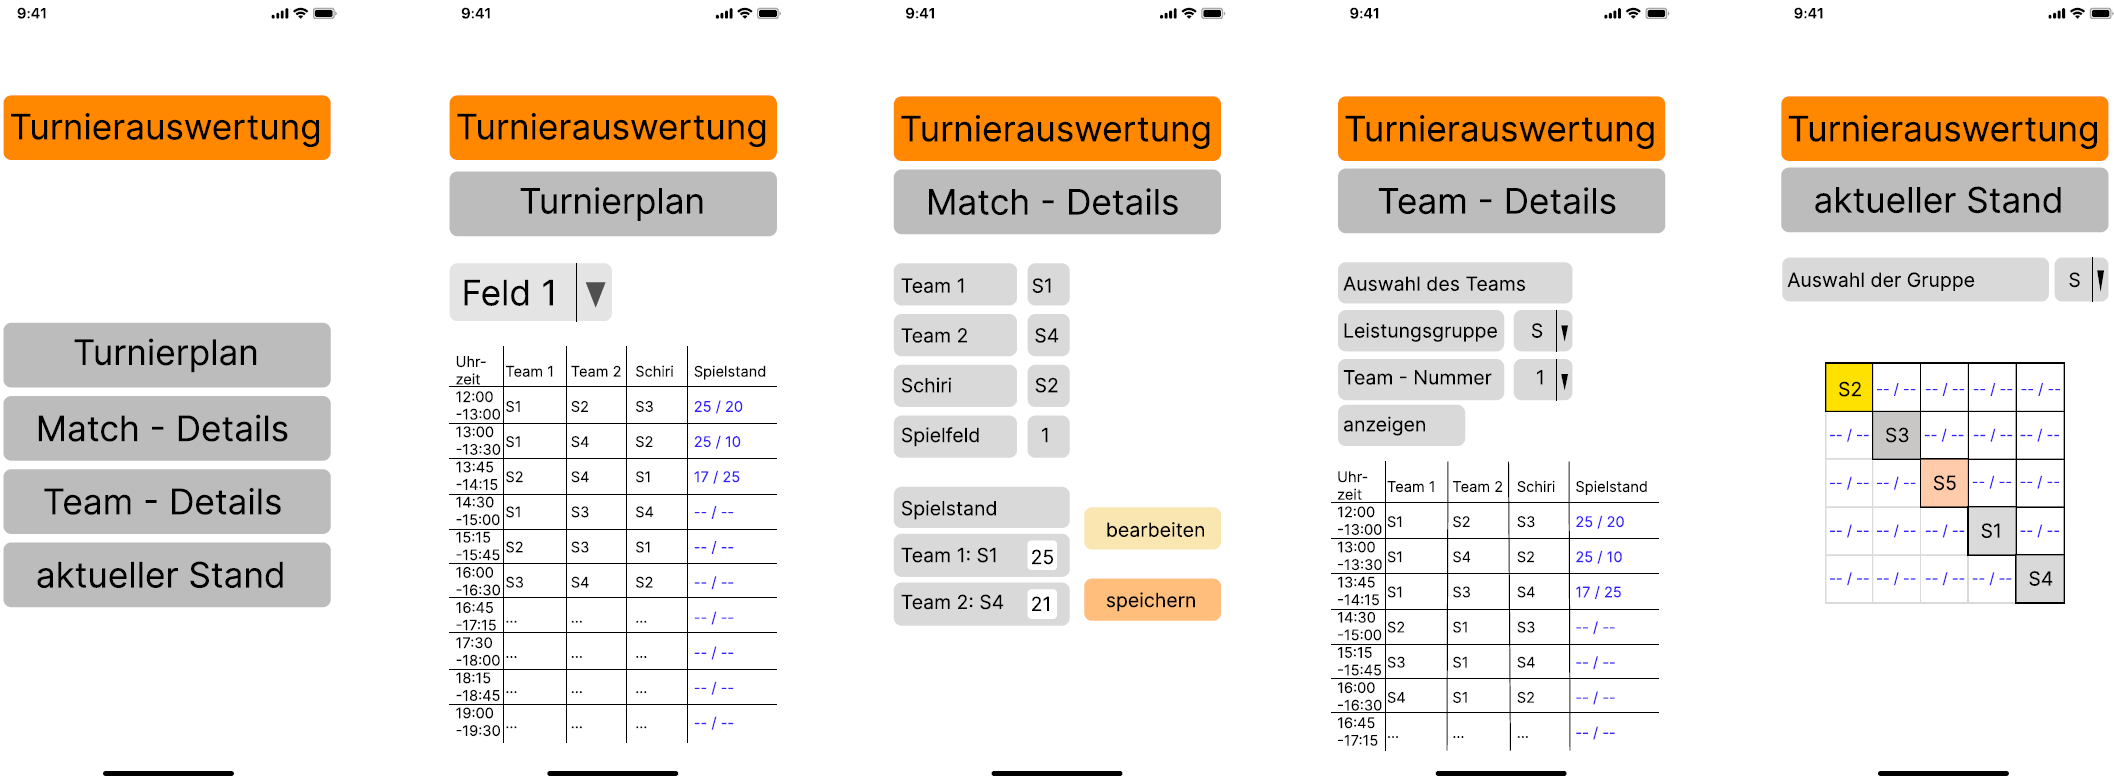 9:41
Turnierauswertung
Turnierplan
Match - Details
Team - Details
aktueller Stand
9:41
Turnierauswertung
Turnierplan
Feld 1
Uhr-
zeit Team 1 Team 2 Schiri Spielstand
12:00
-13:00 S1 S2 S3 25 / 20
13:00
-13:30 S1 S4 S2 25 / 10
13:45
-14:15 S2 S4 S1 17 / 25
14:30
-15:00 S1 S3 S4 -- / --
15:15
-15:45 S2 S3 S1 -- / --
16:00
-16:30 S3 S4 S2 -- / --
16:45
-17:15 ... ... ... -- / --
17:30
-18:00 ... ... ... -- / --
18:15
-18:45 ... ... ... -- / --
19:00
-19:30 ... ... ... -- / --
9:41
Turnierauswertung
Match - Details
Team 1 S1
Team 2 S4
Schiri S2
Spielfeld 1
Spielstand
bearbeiten
Team 1: S1 25
Team 2: S4 21
speichern
9:41
Turnierauswertung
Team - Details
Auswahl des Teams
Leistungsgruppe S
Team - Nummer 1
anzeigen
Uhr-
zeit Team 1 Team 2 Schiri Spielstand
12:00
-13:00 S1 S2 S3 25 / 20
13:00
-13:30 S1 S4 S2 25 / 10
13:45
-14:15 S1 S3 S4 17 / 25
14:30
-15:00 S2 S1 S3 -- / --
15:15
-15:45 S3 S1 S4 -- / --
16:00
-16:30 S4 S1 S2 -- / --
16:45
-17:15 ... ... ... -- / --
9:41
Turnierauswertung
aktueller Stand
Auswahl der Gruppe S
S2 -- / -- -- / -- -- / -- -- / --
-- / -- S3 -- / -- -- / -- -- / --
-- / -- -- / -- S5 -- / -- -- / --
-- / -- -- / -- -- / -- S1 -- / --
-- / -- -- / -- -- / -- -- / -- S4